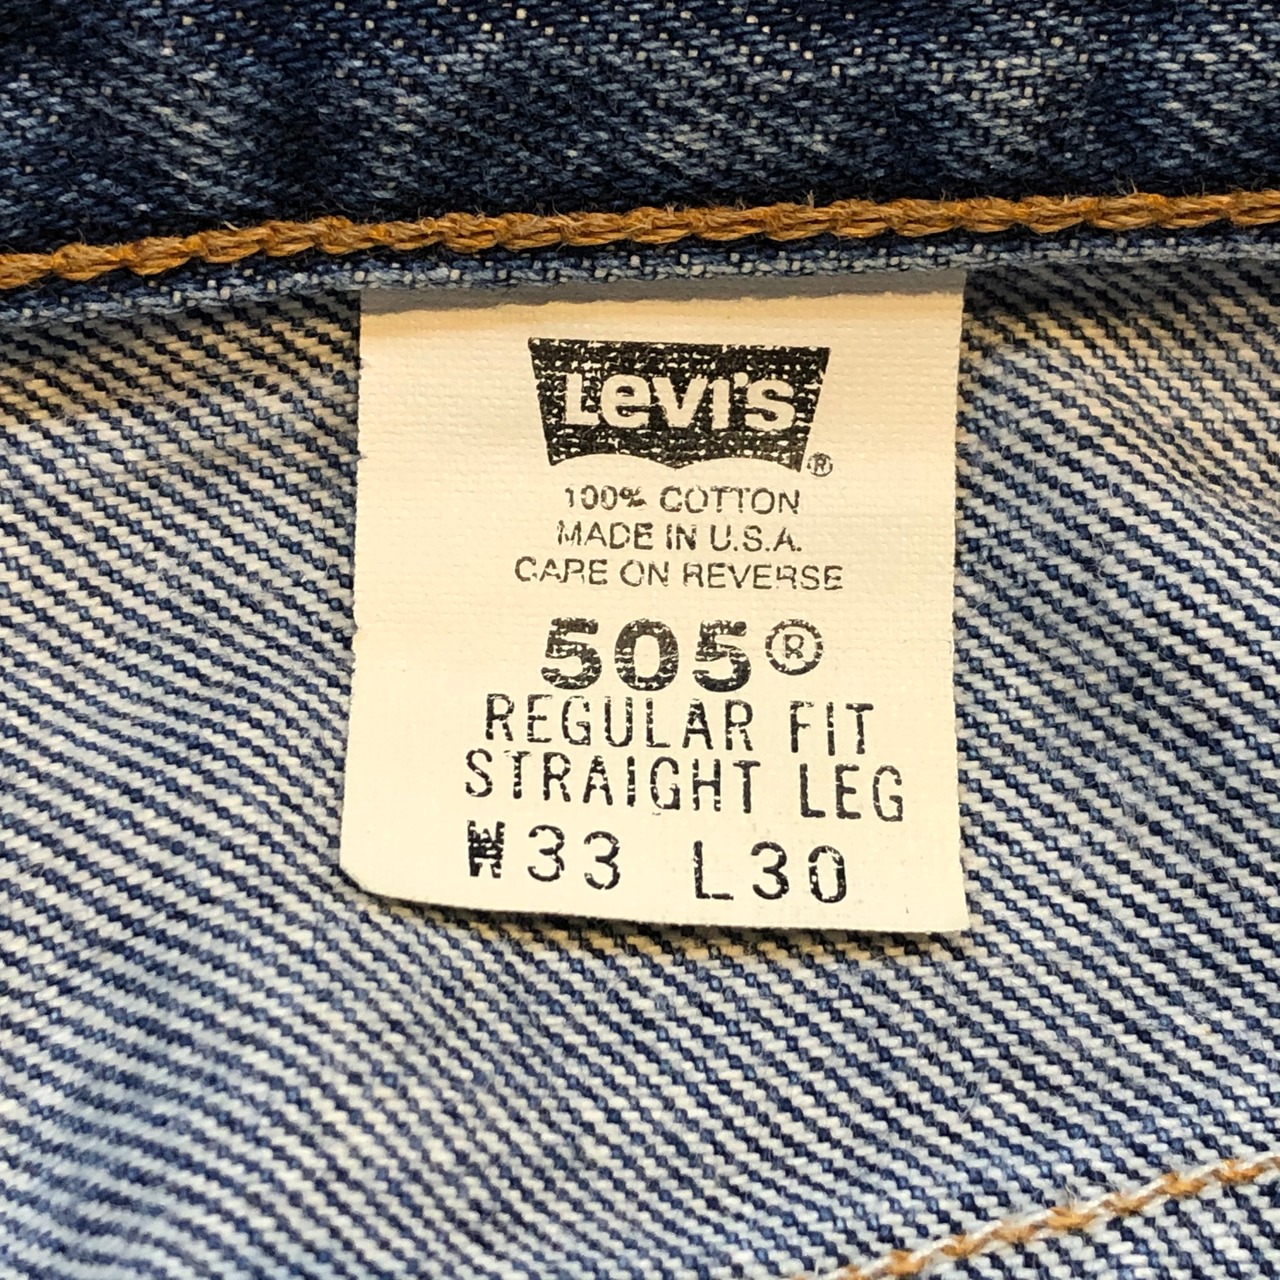 Levi's ®
100% COTTON
MADE IN U.S.A.
CARE ON REVERSE
505®
REGULAR FIT
STRAIGHT LEG
W33 L30